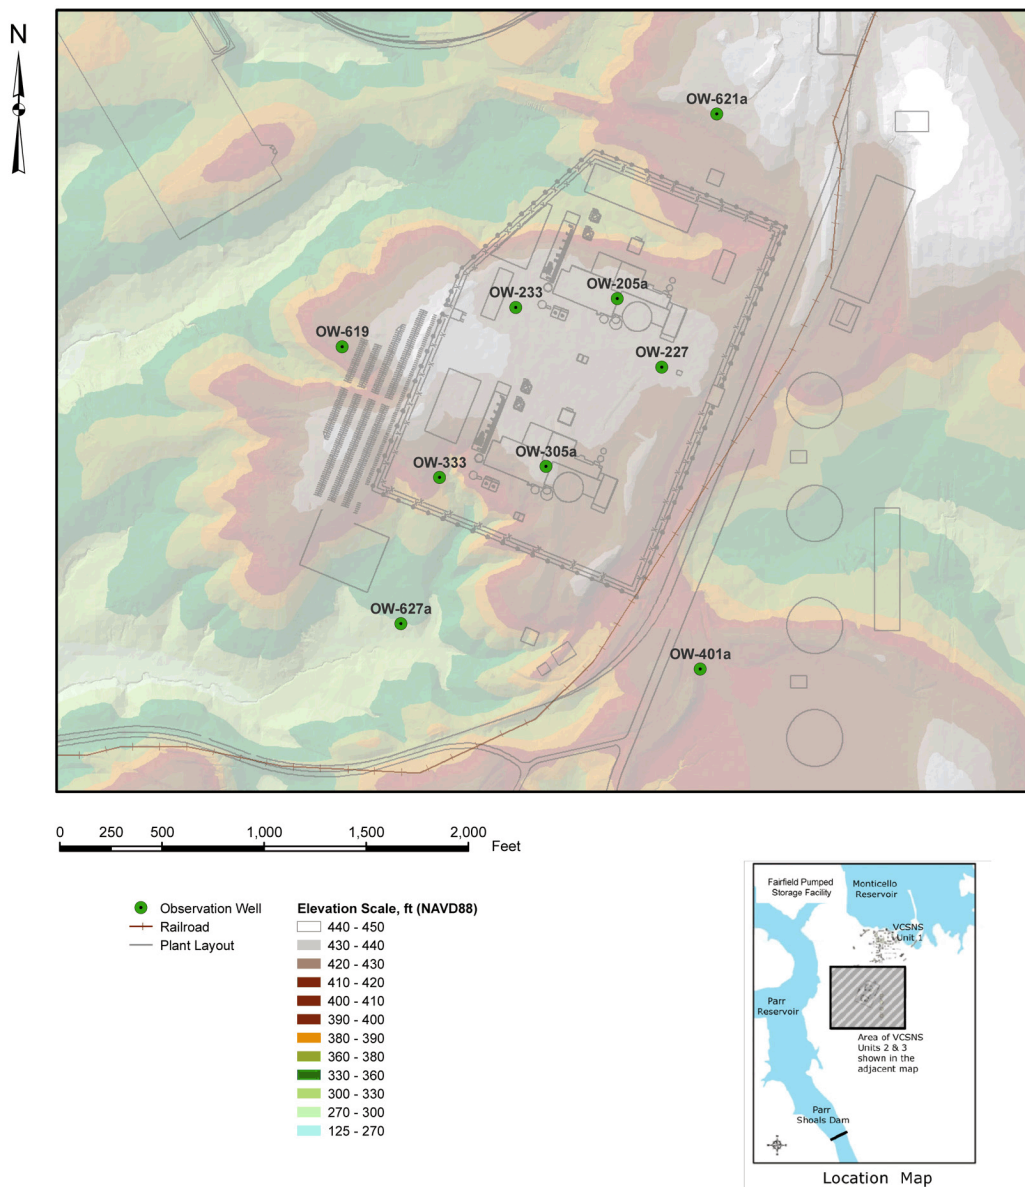 N
OW-621a
OW-205a
OW-233
OW-619
OW-227
OW-305a
OW-333
OW-627a
OW-401a
0 250 500 1,000 1,500 2,000
Feet
Observation Well
Railroad
Plant Layout
Elevation Scale, ft (NAVD88)
440 - 450
430 - 440
420 - 430
410 - 420
400 - 410
390 - 400
380 - 390
360 - 380
330 - 360
300 - 330
270 - 300
125 - 270
Fairfield Pumped
Storage Facility
Monticello
Reservoir
VCSNS
Unit 1
Parr
Reservoir
Area of VCSNS
Units 2 & 3
shown in the
adjacent map
Parr
Shoals Dam
Location Map